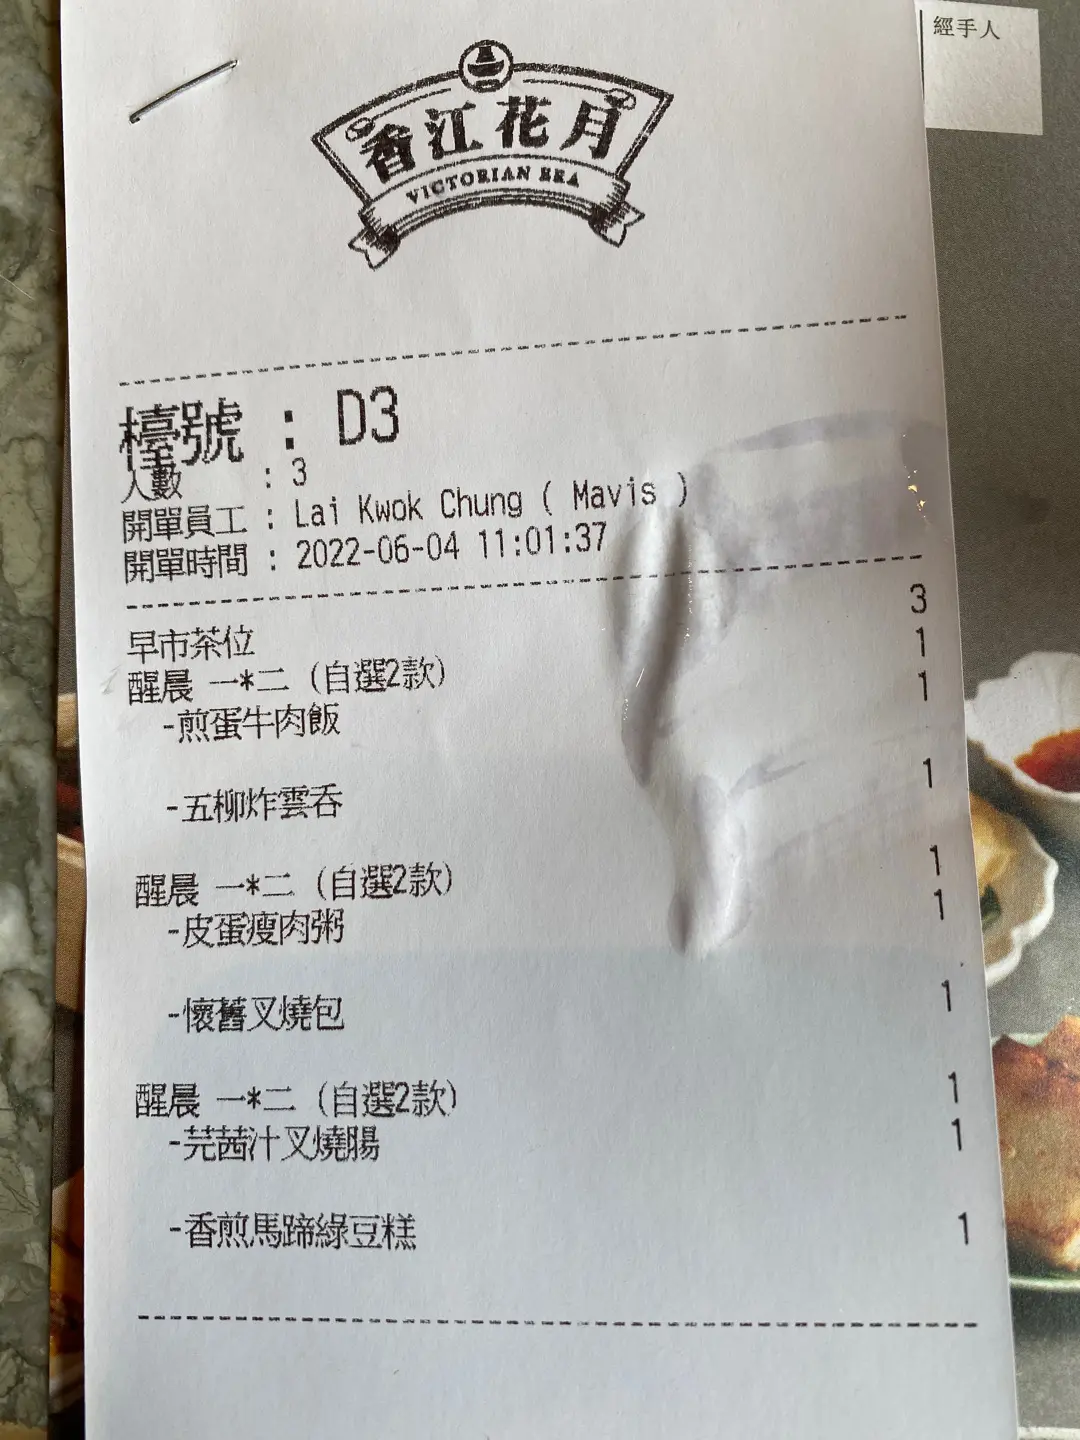 經手人
香江花月
VICTORIAN ERA
檯號 : D3
人數 : 3
開單員工 : Lai Kwok Chung ( Mavis )
開單時間 : 2022-06-04 11:01:37
早市茶位 3
醒晨 一*二 (自選2款) 1
-煎蛋牛肉飯 1
-五柳炸雲吞 1
醒晨 一*二 (自選2款) 1
-皮蛋瘦肉粥 1
-懷舊叉燒包 1
醒晨 一*二 (自選2款) 1
-芫茜汁叉燒腸 1
-香煎馬蹄綠豆糕 1